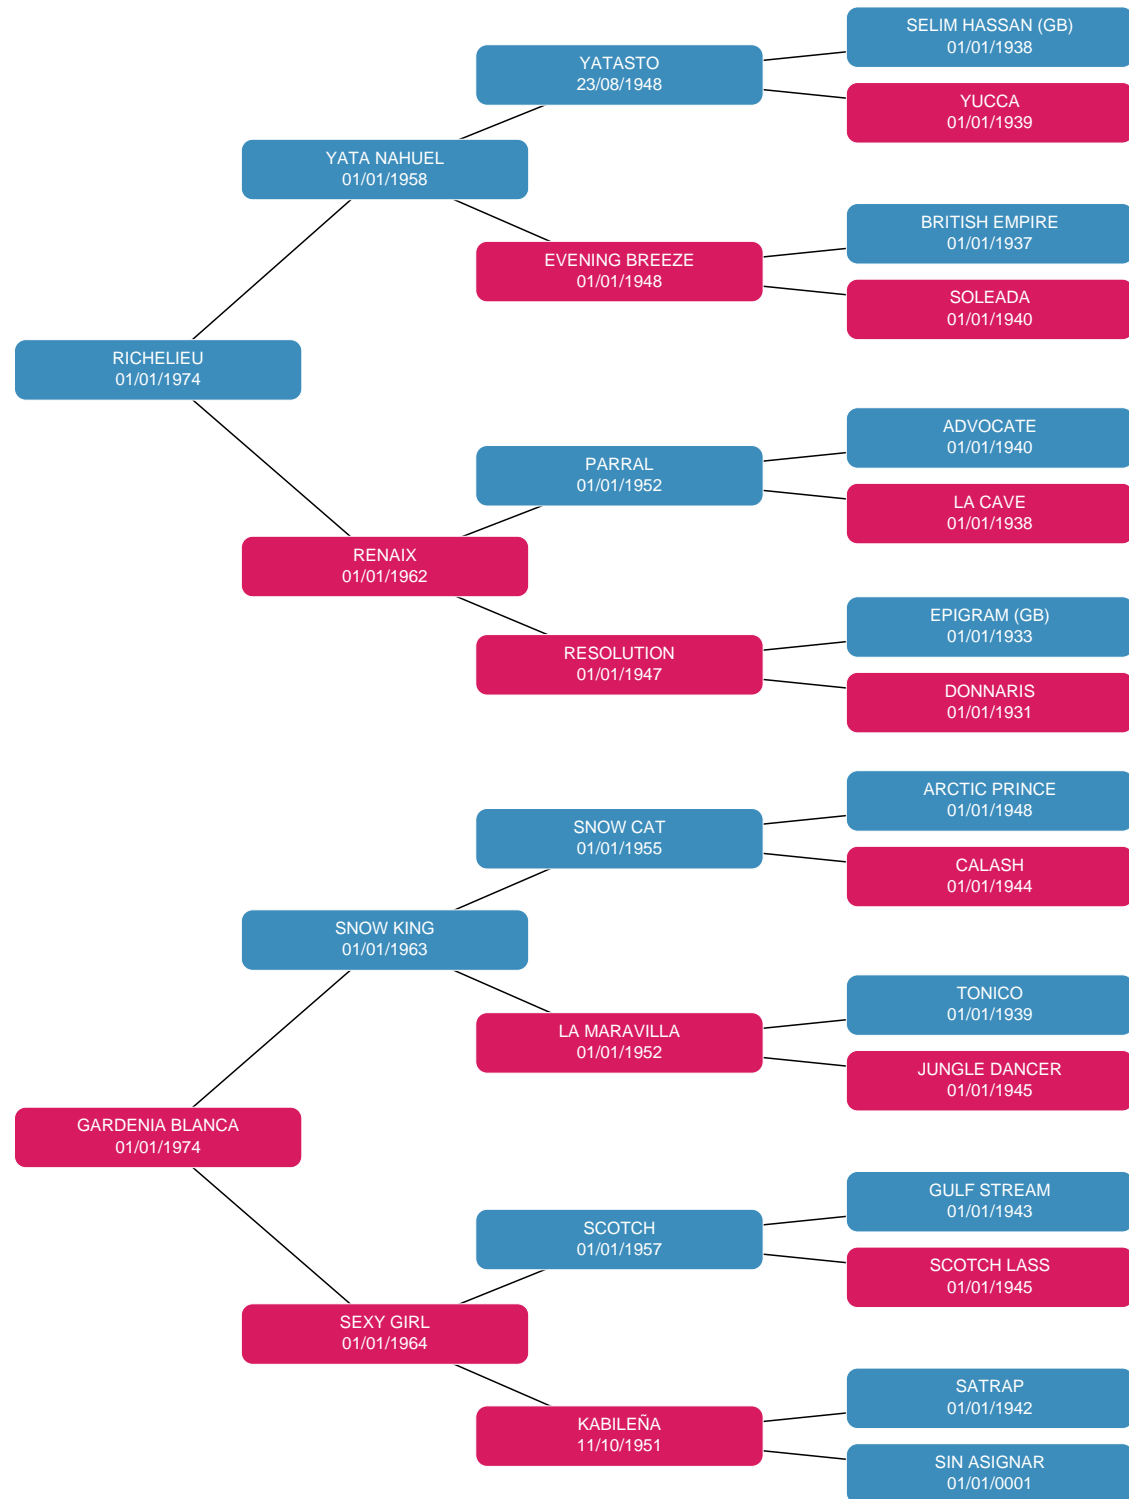 SELIM HASSAN (GB)
01/01/1938
YATASTO
23/08/1948
YUCCA
01/01/1939
YATA NAHUEL
01/01/1958
BRITISH EMPIRE
01/01/1937
EVENING BREEZE
01/01/1948
SOLEADA
01/01/1940
RICHELIEU
01/01/1974
ADVOCATE
01/01/1940
PARRAL
01/01/1952
LA CAVE
01/01/1938
RENAIX
01/01/1962
EPIGRAM (GB)
01/01/1933
RESOLUTION
01/01/1947
DONNARIS
01/01/1931
ARCTIC PRINCE
01/01/1948
SNOW CAT
01/01/1955
CALASH
01/01/1944
SNOW KING
01/01/1963
TONICO
01/01/1939
LA MARAVILLA
01/01/1952
JUNGLE DANCER
01/01/1945
GARDENIA BLANCA
01/01/1974
GULF STREAM
01/01/1943
SCOTCH
01/01/1957
SCOTCH LASS
01/01/1945
SEXY GIRL
01/01/1964
SATRAP
01/01/1942
KABILEÑA
11/10/1951
SIN ASIGNAR
01/01/0001